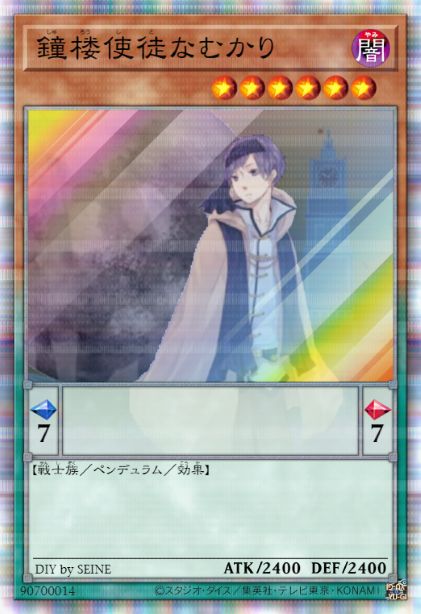 鐘楼使徒なむかり
闇
7
7
【戦士族／ペンデュラム／効果】
DIY by SEINE
ATK/2400 DEF/2400
90700014
©スタジオ・ダイス／集英社・テレビ東京・KONAMI